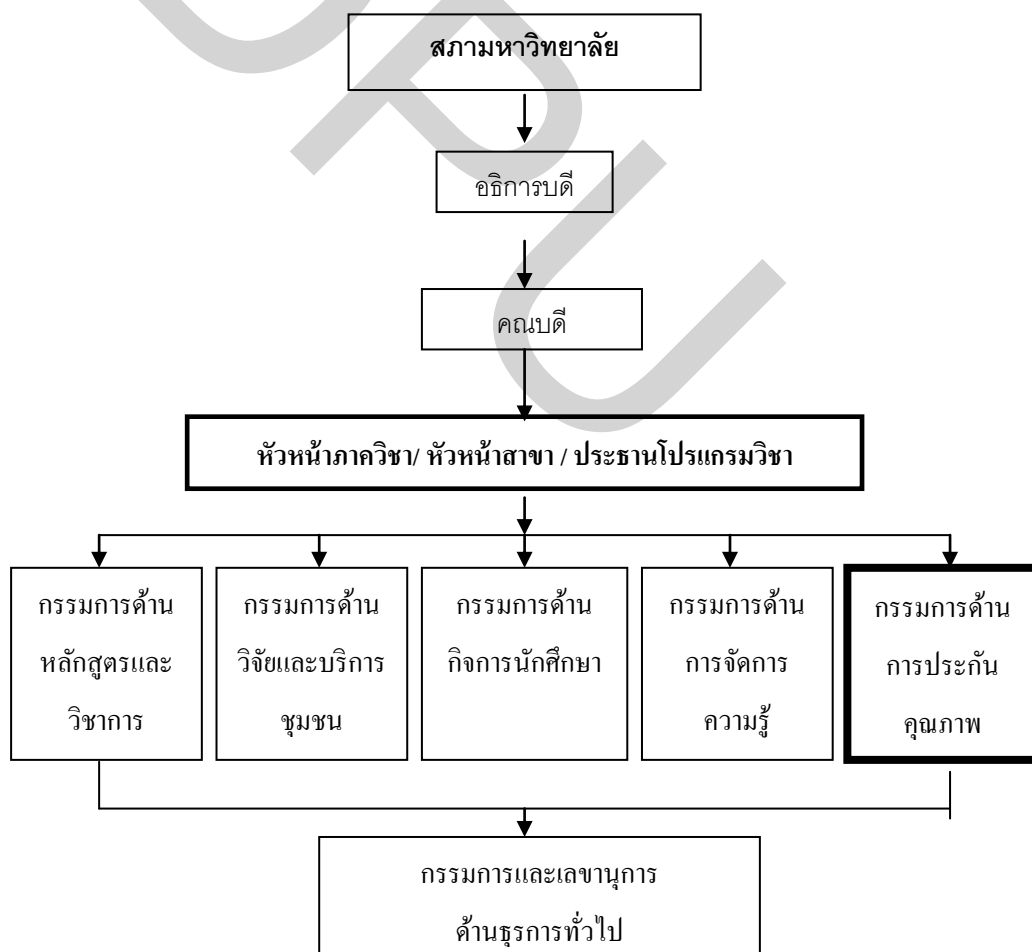 สภามหาวิทยาลัย
อธิการบดี
คณบดี
หัวหน้าภาควิชา/ หัวหน้าสาขา / ประธานโปรแกรมวิชา
กรรมการด้าน
หลักสูตรและ
วิชาการ
กรรมการด้าน
วิจัยและบริการ
ชุมชน
กรรมการด้าน
กิจการนักศึกษา
กรรมการด้าน
การจัดการ
ความรู้
กรรมการด้าน
การประกัน
คุณภาพ
กรรมการและเลขานุการ
ด้านธุรการทั่วไป